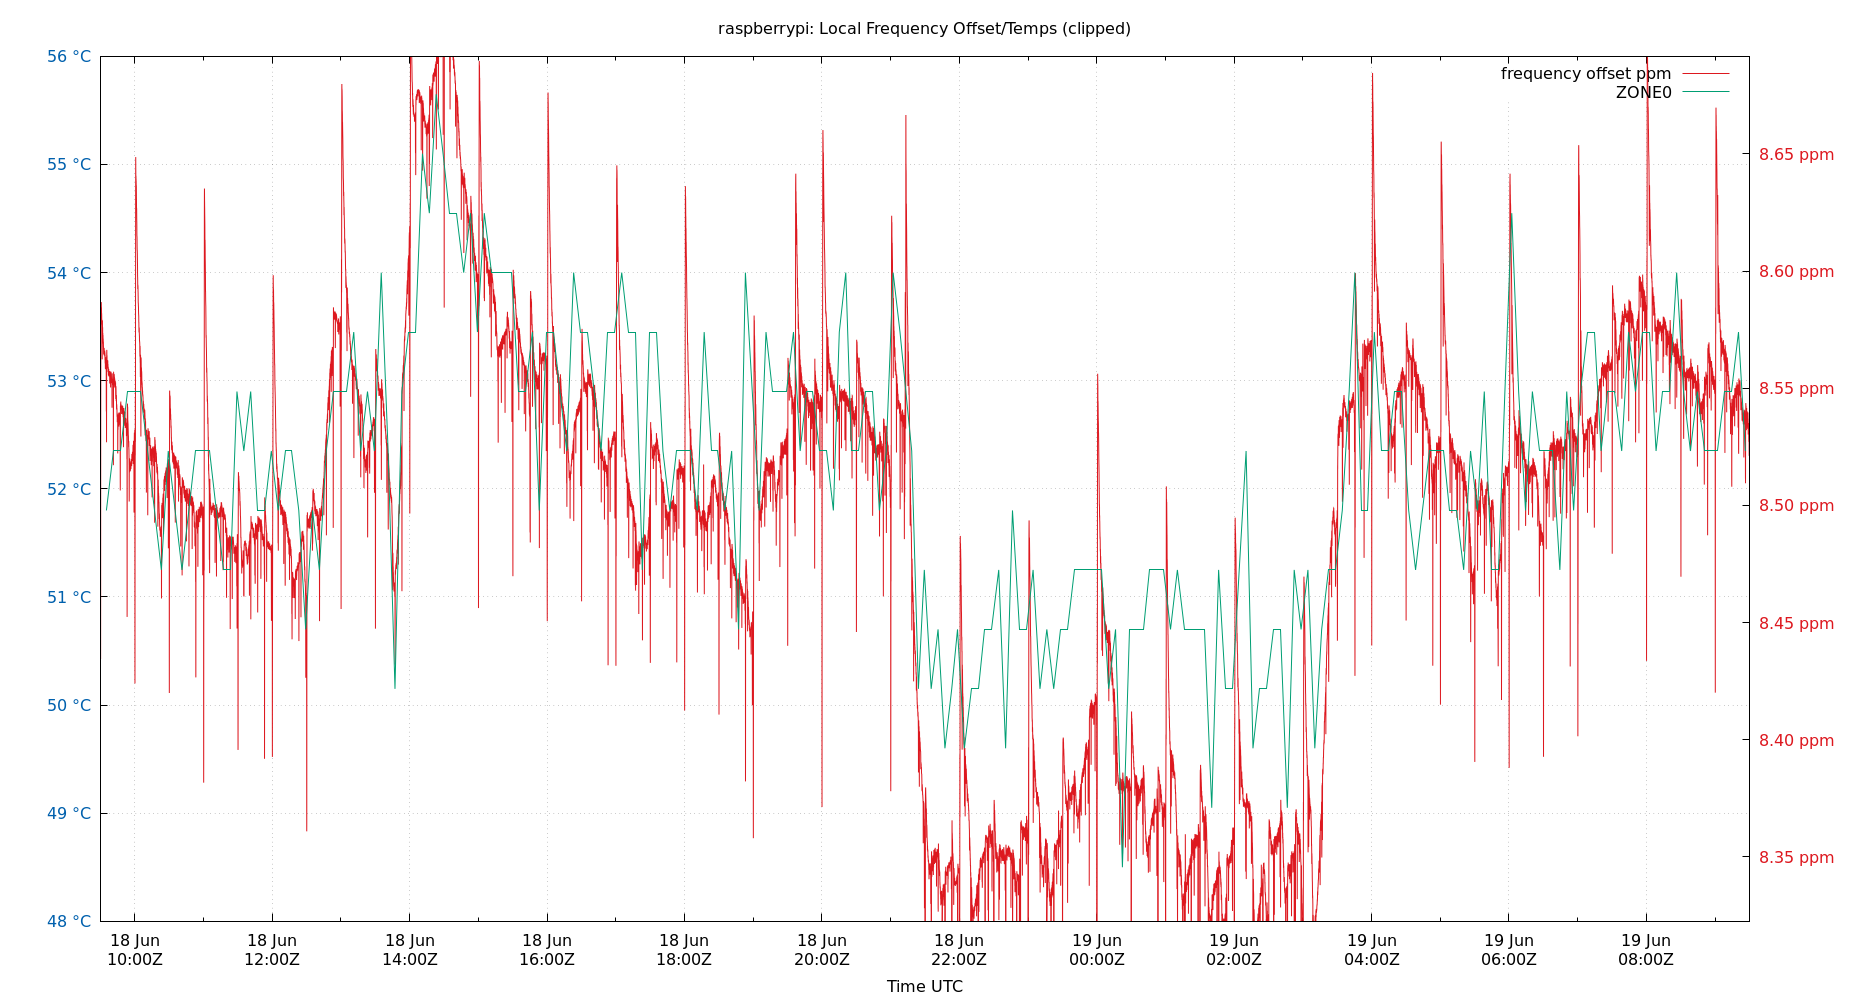 raspberrypi: Local Frequency Offset/Temps (clipped)
frequency offset ppm
ZONE0
56 °C
55 °C
54 °C
53 °C
52 °C
51 °C
50 °C
49 °C
48 °C
8.65 ppm
8.60 ppm
8.55 ppm
8.50 ppm
8.45 ppm
8.40 ppm
8.35 ppm
18 Jun
10:00Z
18 Jun
12:00Z
18 Jun
14:00Z
18 Jun
16:00Z
18 Jun
18:00Z
18 Jun
20:00Z
18 Jun
22:00Z
19 Jun
00:00Z
19 Jun
02:00Z
19 Jun
04:00Z
19 Jun
06:00Z
19 Jun
08:00Z
Time UTC